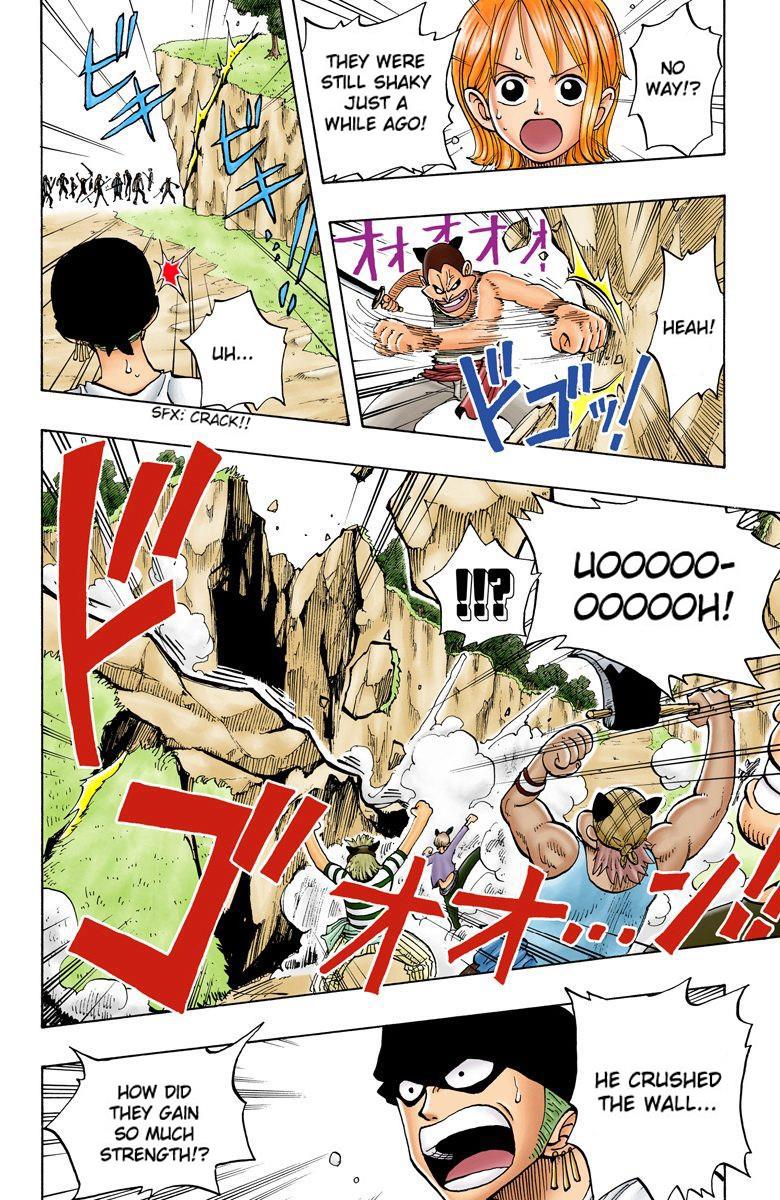 NO
WAY!?
THEY WERE
STILL SHAKY
JUST A
WHILE AGO!
HEAH!
オオオオオ!
ドゴッ!
ビキ
ビキ!!
UH...
SFX: CRACK!!
UOOOOO-
OOOOOH!
!!?
ドゴオオ…ン!!
HE CRUSHED
THE WALL...
HOW DID
THEY GAIN
SO MUCH
STRENGTH!?